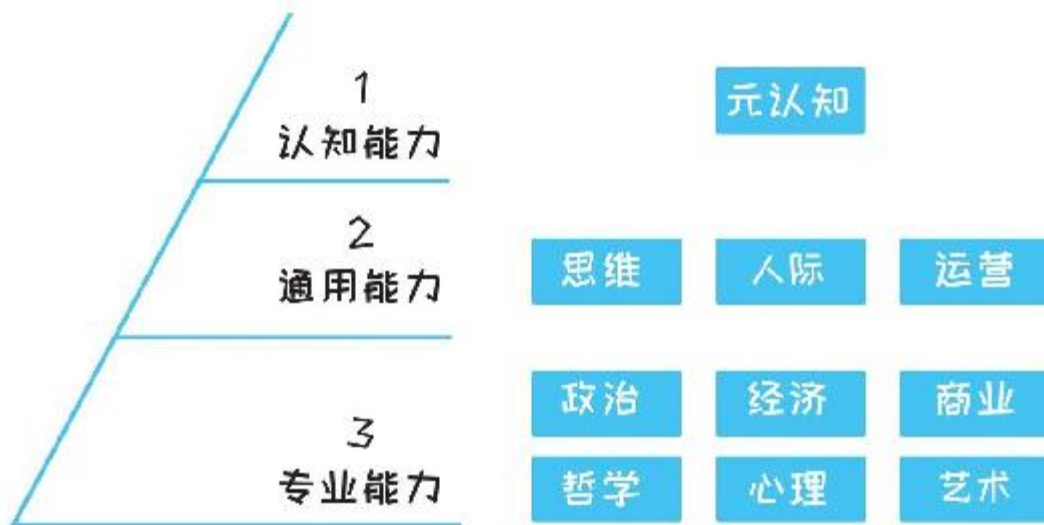 1
认知能力
元认知
2
通用能力
思维 人际 运营
政治 经济 商业
3
专业能力
哲学 心理 艺术